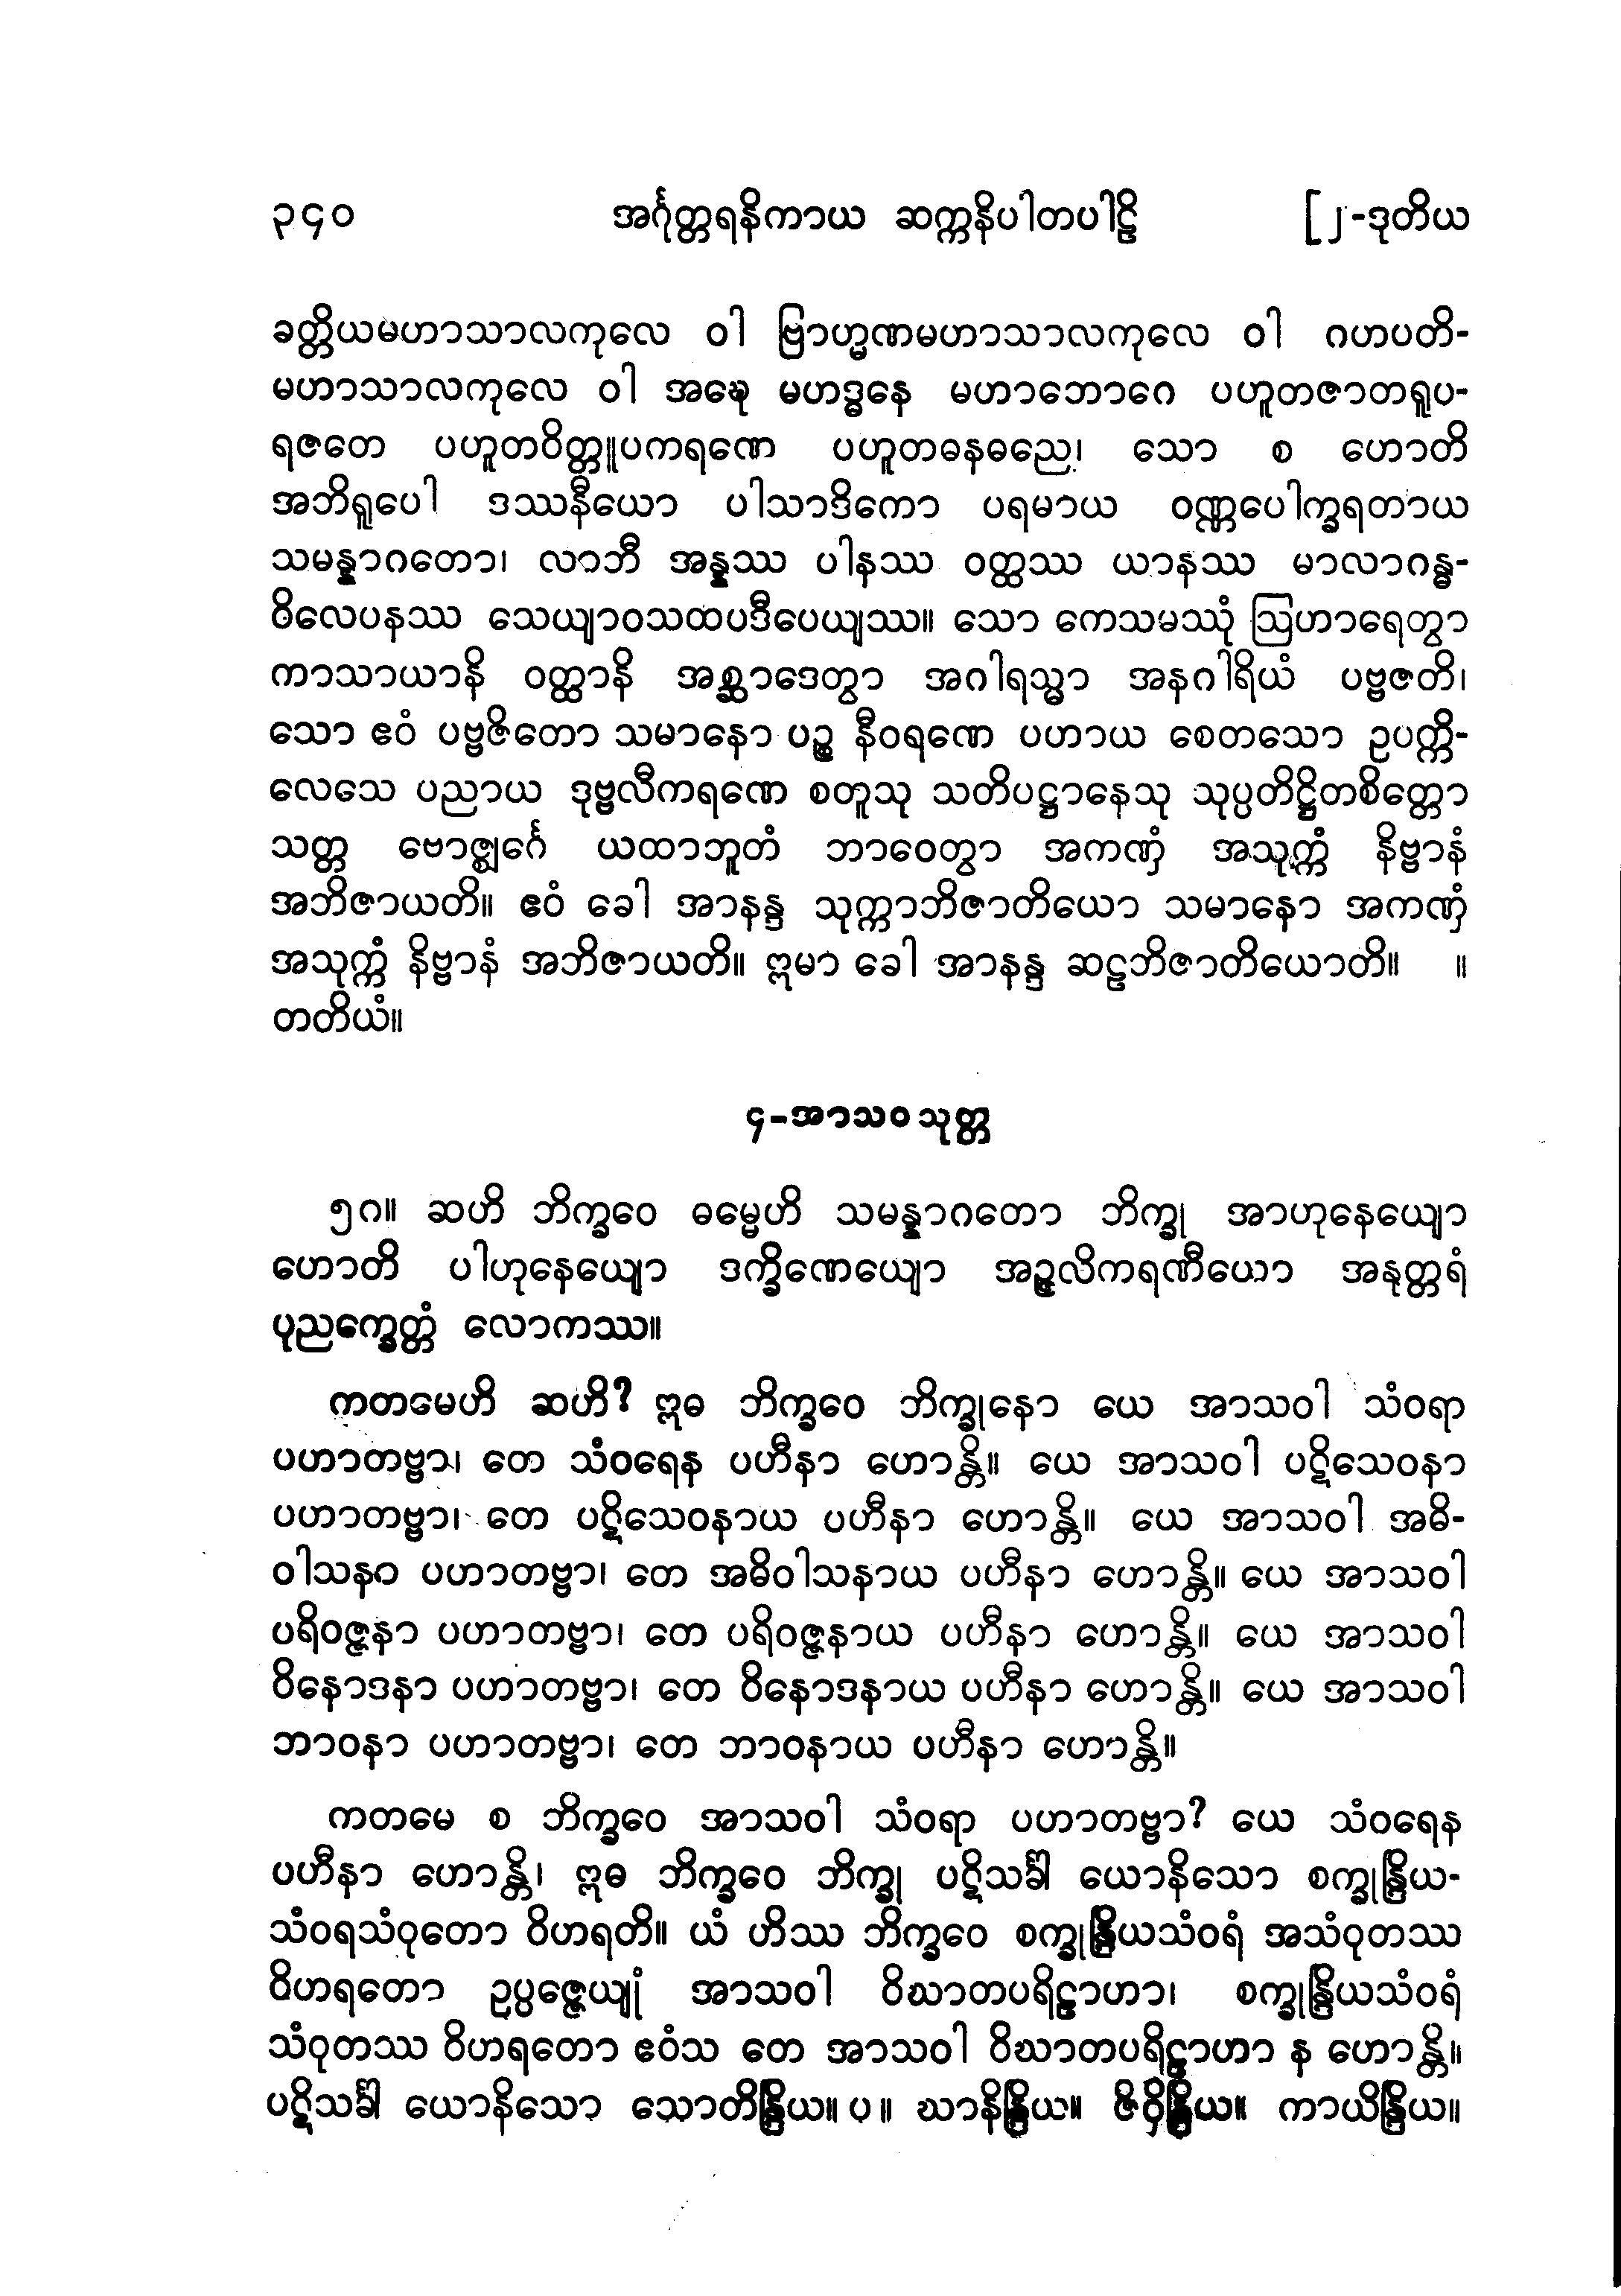 ၃၄၀ အင်္ဂုတ္တရနိကာယ ဆက္ကနိပါတပါဠိ [၂-ဒုတိယ
ခတ္တိယမဟာသာလကုလေ ဝါ ဗြာဟ္မဏမဟာသာလကုလေ ဝါ ဂဟပတိ-
မဟာသာလကုလေ ဝါ အဍ္ဎေ မဟဒ္ဓနေ မဟာဘောဂေ ပဟူတဇာတရူပ-
ရဇတေ ပဟူတဝိတ္တူပကရဏေ ပဟူတဓနဓညေ၊ သော စ ဟောတိ
အဘိရူပေါ ဒဿနီယော ပါသာဒိကော ပရမာယ ဝဏ္ဏပေါက္ခရတာယ
သမန္နာဂတော၊ လာဘီ အန္နဿ ပါနဿ ဝတ္ထဿ ယာနဿ မာလာဂန္ဓ-
ဝိလေပနဿ သေယျာဝသထပဒီပေယျဿ။ သော ကေသမဿုံ ဩဟာရေတွာ
ကာသာယာနိ ဝတ္ထာနိ အစ္ဆာဒေတွာ အဂါရသ္မာ အနဂါရိယံ ပဗ္ဗဇတိ၊
သော ဧဝံ ပဗ္ဗဇိတော သမာနော ပဉ္စ နီဝရဏေ ပဟာယ စေတသော ဥပက္ကိ-
လေသေ ပညာယ ဒုဗ္ဗလီကရဏေ စတူသု သတိပဋ္ဌာနေသု သုပ္ပတိဋ္ဌိတစိတ္တော
သတ္တ ဗောဇ္ဈင်္ဂေ ယထာဘူတံ ဘာဝေတွာ အကဏှံ အသုက္ကံ နိဗ္ဗာနံ
အဘိဇာယတိ။ ဧဝံ ခေါ အာနန္ဒ သုက္ကာဘိဇာတိယော သမာနော အကဏှံ
အသုက္ကံ နိဗ္ဗာနံ အဘိဇာယတိ။ ဣမာ ခေါ အာနန္ဒ ဆဠဘိဇာတိယောတိ။ ။
တတိယံ။
၄-အာသဝသုတ္တ
၅၈။ ဆဟိ ဘိက္ခဝေ ဓမ္မေဟိ သမန္နာဂတော ဘိက္ခု အာဟုနေယျော
ဟောတိ ပါဟုနေယျော ဒက္ခိဏေယျော အဉ္ဇလိကရဏီယော အနုတ္တရံ
ပုညက္ခေတ္တံ လောကဿ။
ကတမေဟိ ဆဟိ? ဣဓ ဘိက္ခဝေ ဘိက္ခုနော ယေ အာသဝါ သံဝရာ
ပဟာတဗ္ဗာ၊ တေ သံဝရေန ပဟီနာ ဟောန္တိ။ ယေ အာသဝါ ပဋိသေဝနာ
ပဟာတဗ္ဗာ၊ တေ ပဋိသေဝနာယ ပဟီနာ ဟောန္တိ။ ယေ အာသဝါ အဓိ-
ဝါသနာ ပဟာတဗ္ဗာ၊ တေ အဓိဝါသနာယ ပဟီနာ ဟောန္တိ။ ယေ အာသဝါ
ပရိဝဇ္ဇနာ ပဟာတဗ္ဗာ၊ တေ ပရိဝဇ္ဇနာယ ပဟီနာ ဟောန္တိ။ ယေ အာသဝါ
ဝိနောဒနာ ပဟာတဗ္ဗာ၊ တေ ဝိနောဒနာယ ပဟီနာ ဟောန္တိ။ ယေ အာသဝါ
ဘာဝနာ ပဟာတဗ္ဗာ၊ တေ ဘာဝနာယ ပဟီနာ ဟောန္တိ။
ကတမေ စ ဘိက္ခဝေ အာသဝါ သံဝရာ ပဟာတဗ္ဗာ? ယေ သံဝရေန
ပဟီနာ ဟောန္တိ၊ ဣဓ ဘိက္ခဝေ ဘိက္ခု ပဋိသင်္ခါ ယောနိသော စက္ခုန္ဒြိယ-
သံဝရသံဝုတော ဝိဟရတိ။ ယံ ဟိဿ ဘိက္ခဝေ စက္ခုန္ဒြိယသံဝရံ အသံဝုတဿ
ဝိဟရတော ဥပ္ပဇ္ဇေယျုံ အာသဝါ ဝိဃာတပရိဠာဟာ၊ စက္ခုန္ဒြိယသံဝရံ
သံဝုတဿ ဝိဟရတော ဧဝံသ တေ အာသဝါ ဝိဃာတပရိဠာဟာ န ဟောန္တိ။
ပဋိသင်္ခါ ယောနိသော သောတိန္ဒြိယ။ ပ။ ဃာနိန္ဒြိယ။ ဇိဝှိန္ဒြိယ။ ကာယိန္ဒြိယ။